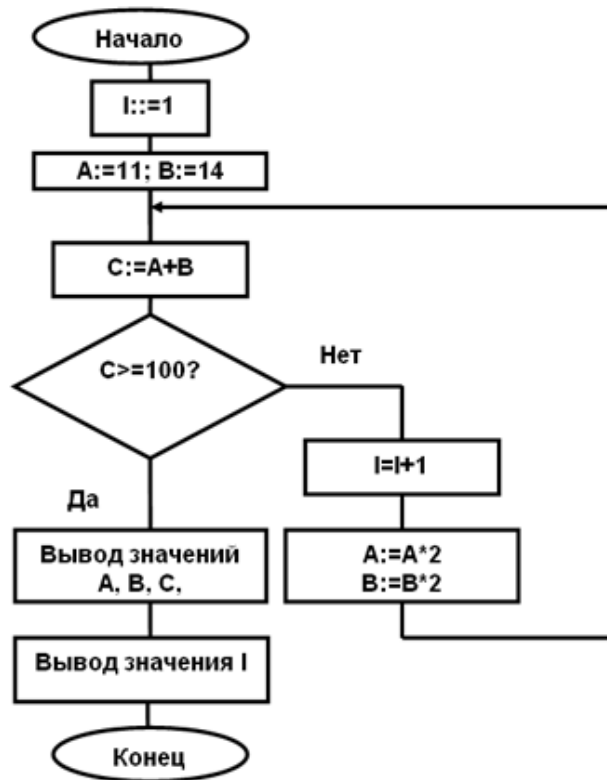 Начало
I::=1
A:=11; B:=14
C:=A+B
C>=100?
Нет
I=I+1
Да
A:=A*2
B:=B*2
Вывод значений
A, B, C,
Вывод значения I
Конец